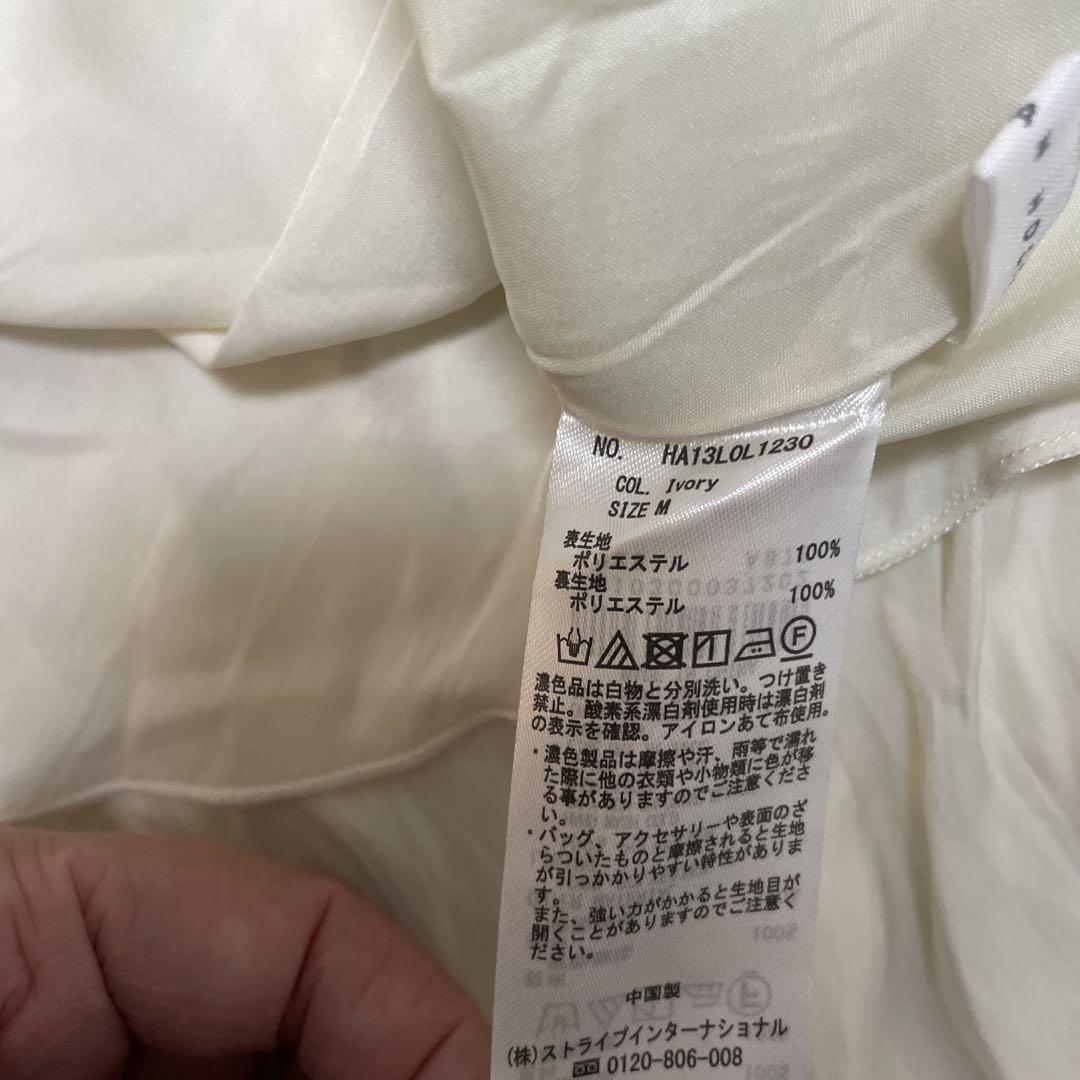 NO. HA13L0L1230
COL. Ivory
SIZE M
表生地
ポリエステル 100%
裏生地
ポリエステル 100%
F
濃色品は白物と分別洗い。つけ置き
禁止。酸素系漂白剤使用時は漂白剤
の表示を確認。アイロンあて布使用。
・濃色製品は摩擦や汗、雨等で濡れ
た際に他の衣類や小物類に色が移
る事がありますのでご注意くださ
い。
・バッグ、アクセサリーや表面のざ
らついたものと摩擦されると生地
が引っかかりやすい特性がありま
す。
また、強い力がかかると生地目が
開くことがありますのでご注意く
ださい。
中国製
(株)ストライプインターナショナル
0120-806-008